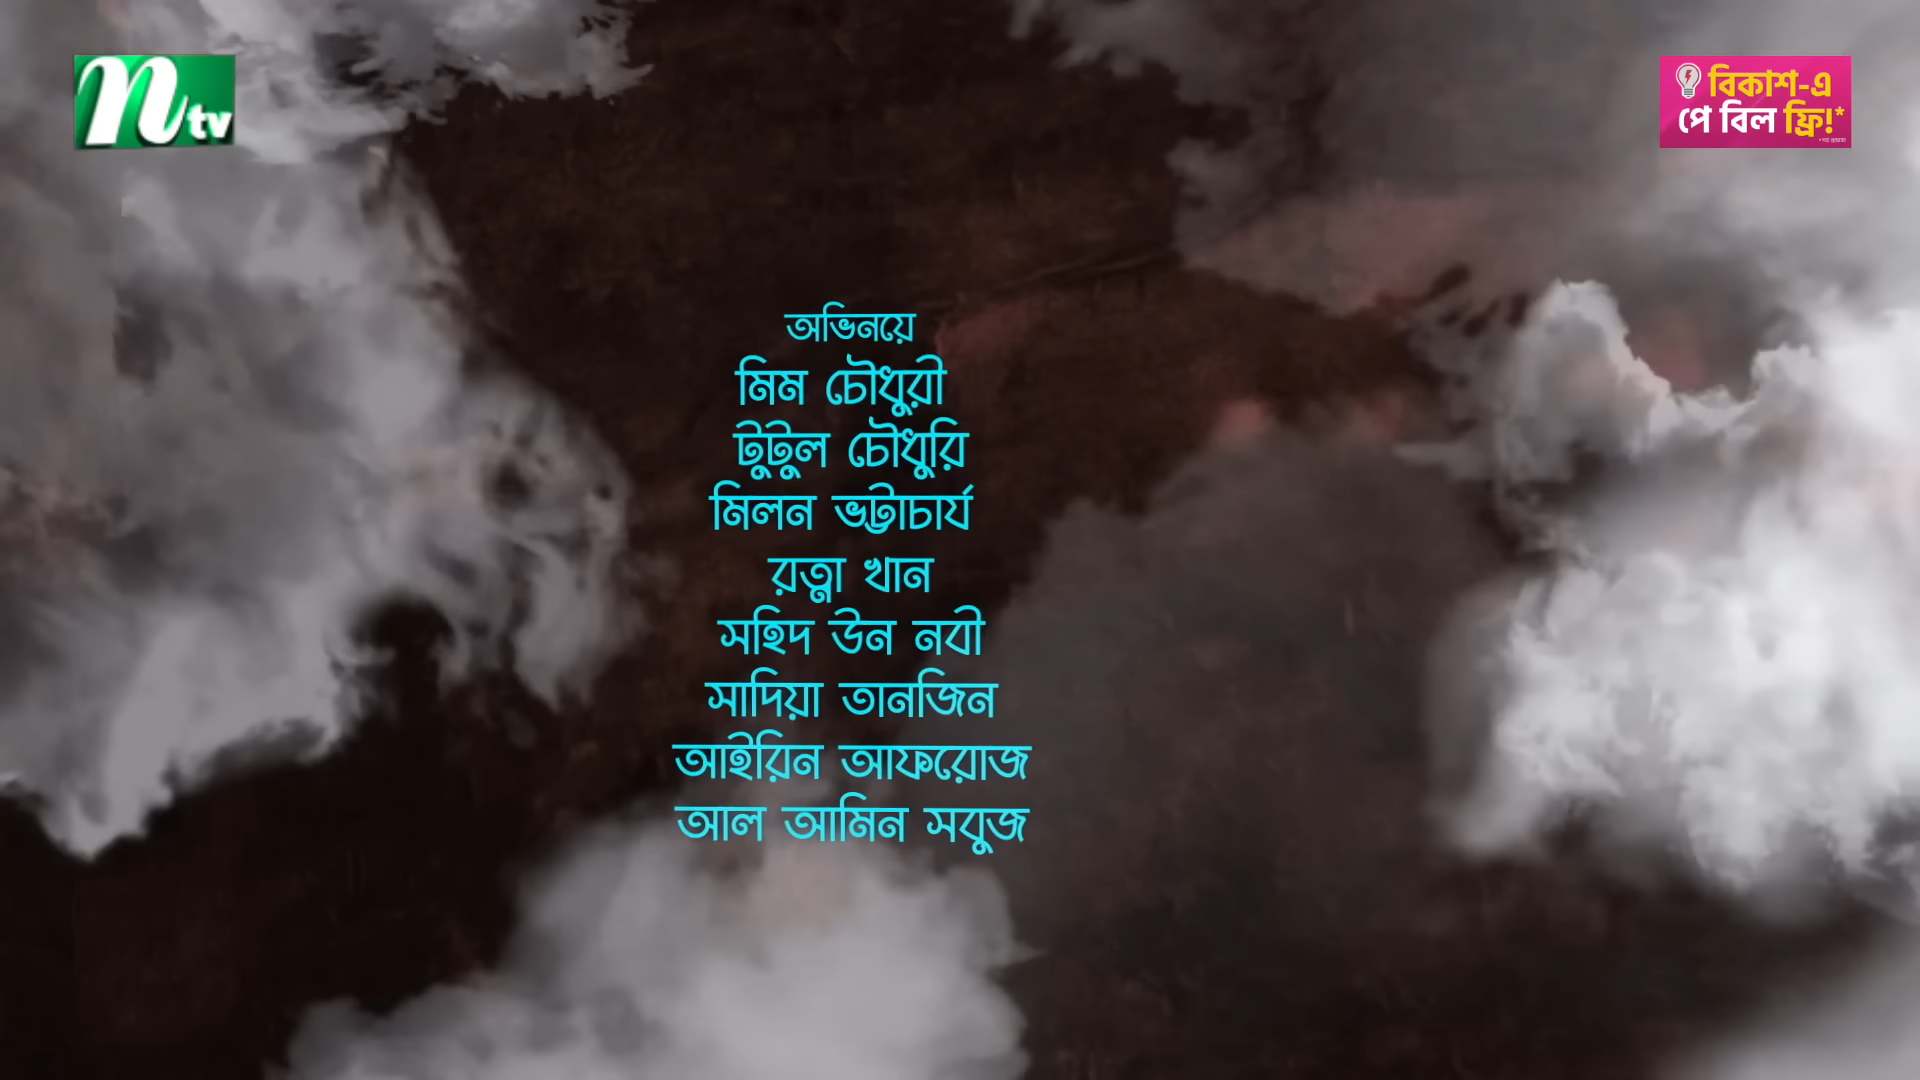 ntv
বিকাশ-এ
পে বিল ফ্রি!*
অভিনয়ে
মিম চৌধুরী
টুটুল চৌধুরি
মিলন ভট্টাচার্য
রত্না খান
সহিদ উন নবী
সাদিয়া তানজিন
আইরিন আফরোজ
আল আমিন সবুজ